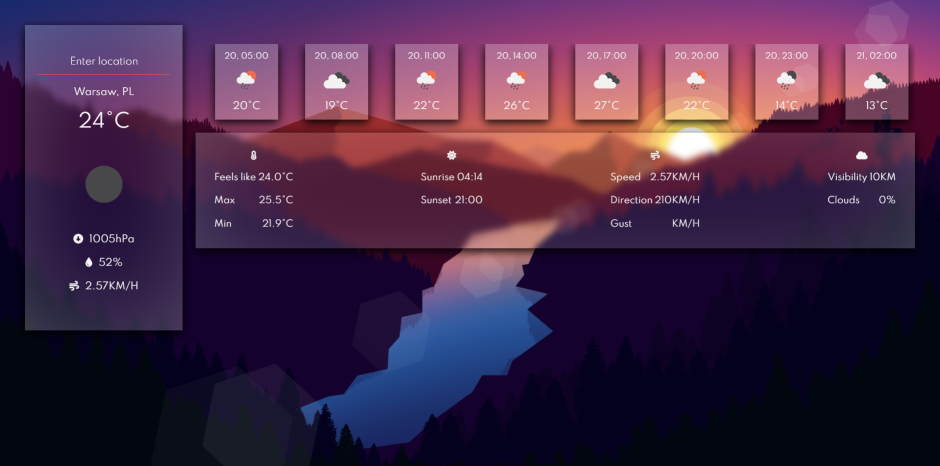 Enter location
Warsaw, PL
24°C
1005hPa
52%
2.57KM/H
20, 05:00
20°C
20, 08:00
19°C
20, 11:00
22°C
20, 14:00
26°C
20, 17:00
27°C
20, 20:00
22°C
20, 23:00
14°C
21, 02:00
13°C
Feels like 24.0°C
Max 25.5°C
Min 21.9°C
Sunrise 04:14
Sunset 21:00
Speed 2.57KM/H
Direction 210KM/H
Gust KM/H
Visibility 10KM
Clouds 0%